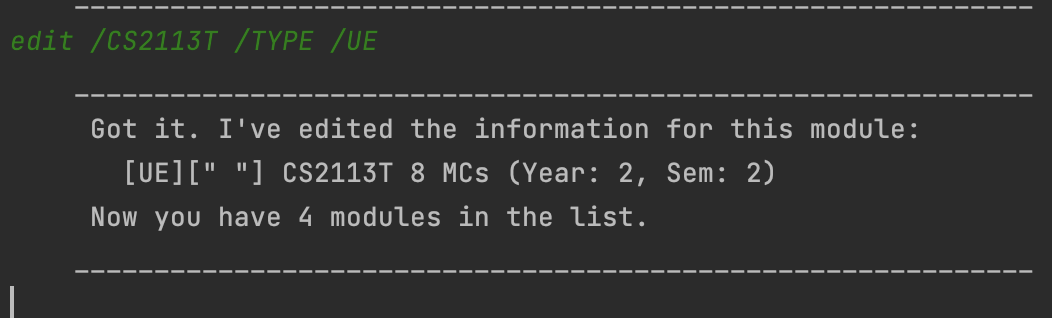 ____________________________________________________________
edit /CS2113T /TYPE /UE
____________________________________________________________
Got it. I've edited the information for this module:
[UE][" "] CS2113T 8 MCs (Year: 2, Sem: 2)
Now you have 4 modules in the list.
____________________________________________________________